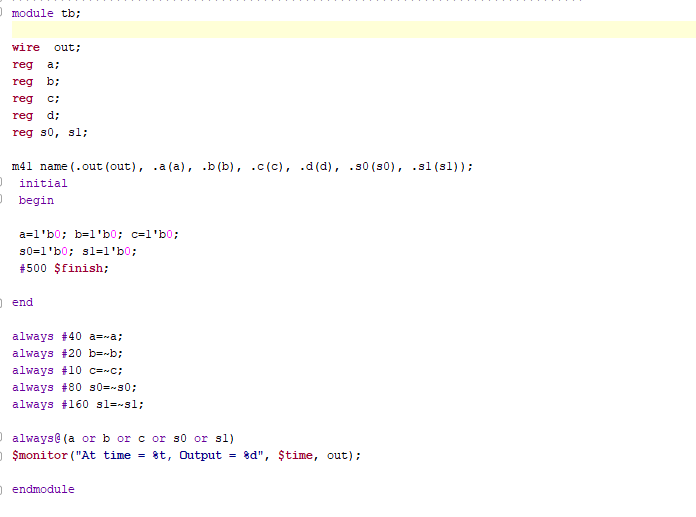 module tb;
wire out;
reg a;
reg b;
reg c;
reg d;
reg s0, s1;
m41 name(.out(out), .a(a), .b(b), .c(c), .d(d), .s0(s0), .s1(s1));
initial
begin
a=1'b0; b=1'b0; c=1'b0;
s0=1'b0; s1=1'b0;
#500 $finish;
end
always #40 a=~a;
always #20 b=~b;
always #10 c=~c;
always #80 s0=~s0;
always #160 s1=~s1;
always@(a or b or c or s0 or s1)
$monitor("At time = %t, Output = %d", $time, out);
endmodule